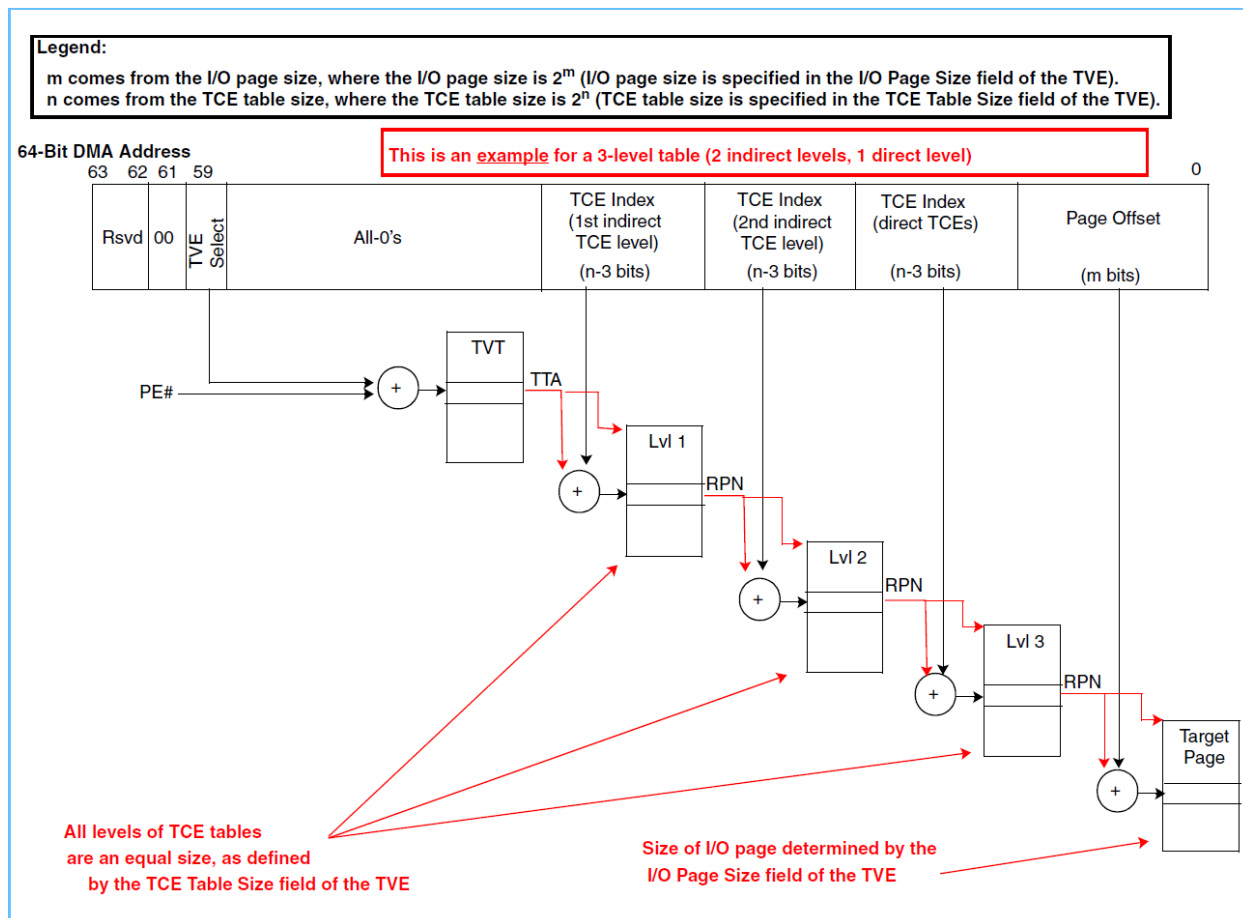 Legend:
m comes from the I/O page size, where the I/O page size is 2^m (I/O page size is specified in the I/O Page Size field of the TVE).
n comes from the TCE table size, where the TCE table size is 2^n (TCE table size is specified in the TCE Table Size field of the TVE).
64-Bit DMA Address
This is an example for a 3-level table (2 indirect levels, 1 direct level)
63 62 61 59 0
Rsvd
00
TVE
Select
All-0's
TCE Index
(1st indirect
TCE level)
(n-3 bits)
TCE Index
(2nd indirect
TCE level)
(n-3 bits)
TCE Index
(direct TCEs)
(n-3 bits)
Page Offset
(m bits)
TVT
PE#
+
TTA
Lvl 1
+
RPN
Lvl 2
+
RPN
Lvl 3
+
RPN
Target
Page
+
All levels of TCE tables
are an equal size, as defined
by the TCE Table Size field of the TVE
Size of I/O page determined by the
I/O Page Size field of the TVE